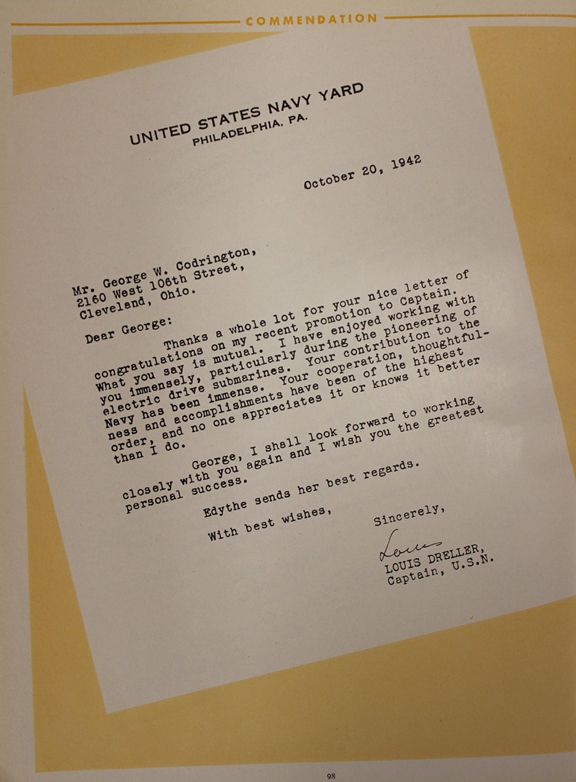 COMMENDATION
UNITED STATES NAVY YARD
PHILADELPHIA, PA.
October 20, 1942
Mr. George W. Codrington,
2160 West 106th Street,
Cleveland, Ohio.
Dear George:
Thanks a whole lot for your nice letter of
congratulations on my recent promotion to Captain.
What you say is mutual. I have enjoyed working with
you immensely, particularly during the pioneering of
electric drive submarines. Your contribution to the
Navy has been immense. Your cooperation, thoughtful-
ness and accomplishments have been of the highest
order, and no one appreciates it or knows it better
than I do.
George, I shall look forward to working
closely with you again and I wish you the greatest
personal success.
Edythe sends her best regards.
With best wishes,
Sincerely,
Louis
LOUIS DRELLER,
Captain, U.S.N.
98